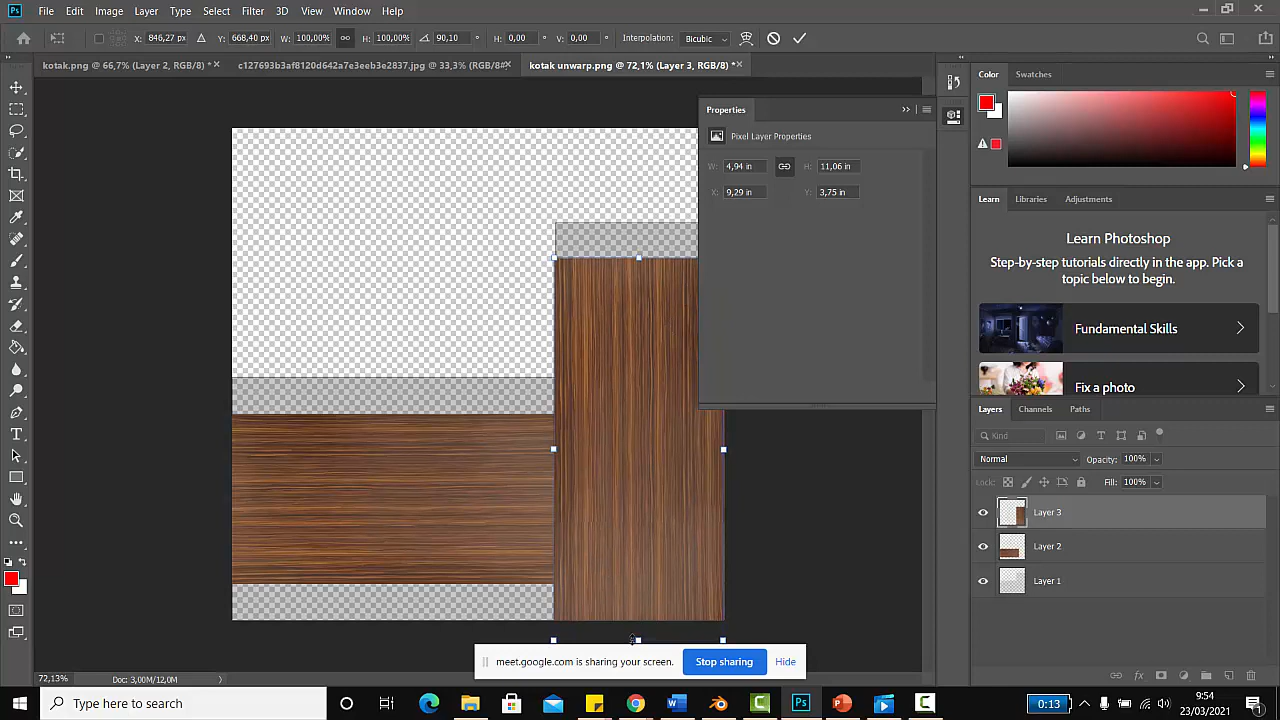 Ps File Edit Image Layer Type Select Filter 3D View Window Help
X: 846,27 px Y: 668,40 px W: 100,00% H: 100,00% 90,10 ° H: 0,00 ° V: 0,00 ° Interpolation: Bicubic
kotak.png @ 66,7% (Layer 2, RGB/8) * × c127693b3af8120d642a7e3eeb3e2837.jpg @ 33,3% (RGB/8# × kotak unwarp.png @ 72,1% (Layer 3, RGB/8) * ×
Color Swatches
Properties
Pixel Layer Properties
W: 4,94 in H: 11,06 in
X: 9,29 in Y: 3,75 in
Learn Libraries Adjustments
Learn Photoshop
Step-by-step tutorials directly in the app. Pick a
topic below to begin.
Fundamental Skills
Fix a photo
Layers Channels Paths
Kind
Normal Opacity: 100%
Lock: Fill: 100%
Layer 3
Layer 2
Layer 1
fx
meet.google.com is sharing your screen. Stop sharing Hide
72,13% Doc: 3,00M/12,0M
Type here to search
0:13
9:54
23/03/2021